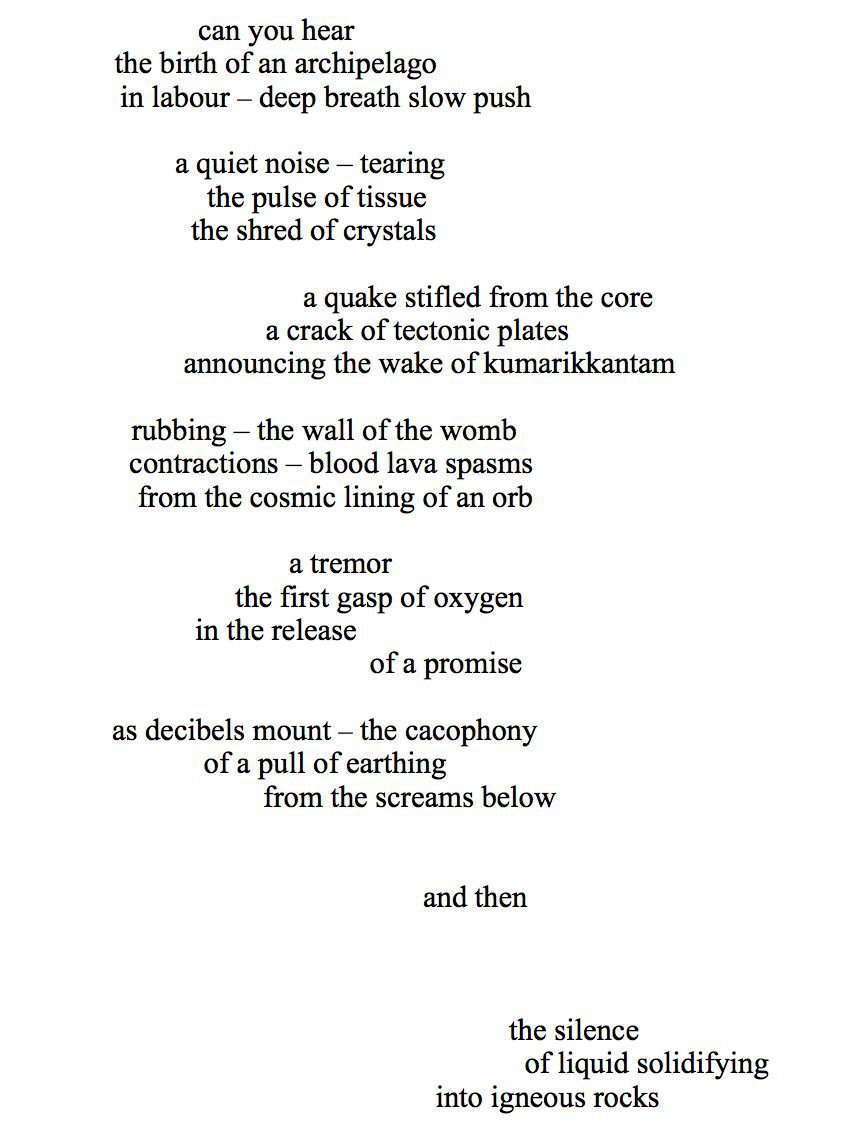 can you hear
the birth of an archipelago
in labour – deep breath slow push
a quiet noise – tearing
the pulse of tissue
the shred of crystals
a quake stifled from the core
a crack of tectonic plates
announcing the wake of kumarikkantam
rubbing – the wall of the womb
contractions – blood lava spasms
from the cosmic lining of an orb
a tremor
the first gasp of oxygen
in the release
of a promise
as decibels mount – the cacophony
of a pull of earthing
from the screams below
and then
the silence
of liquid solidifying
into igneous rocks